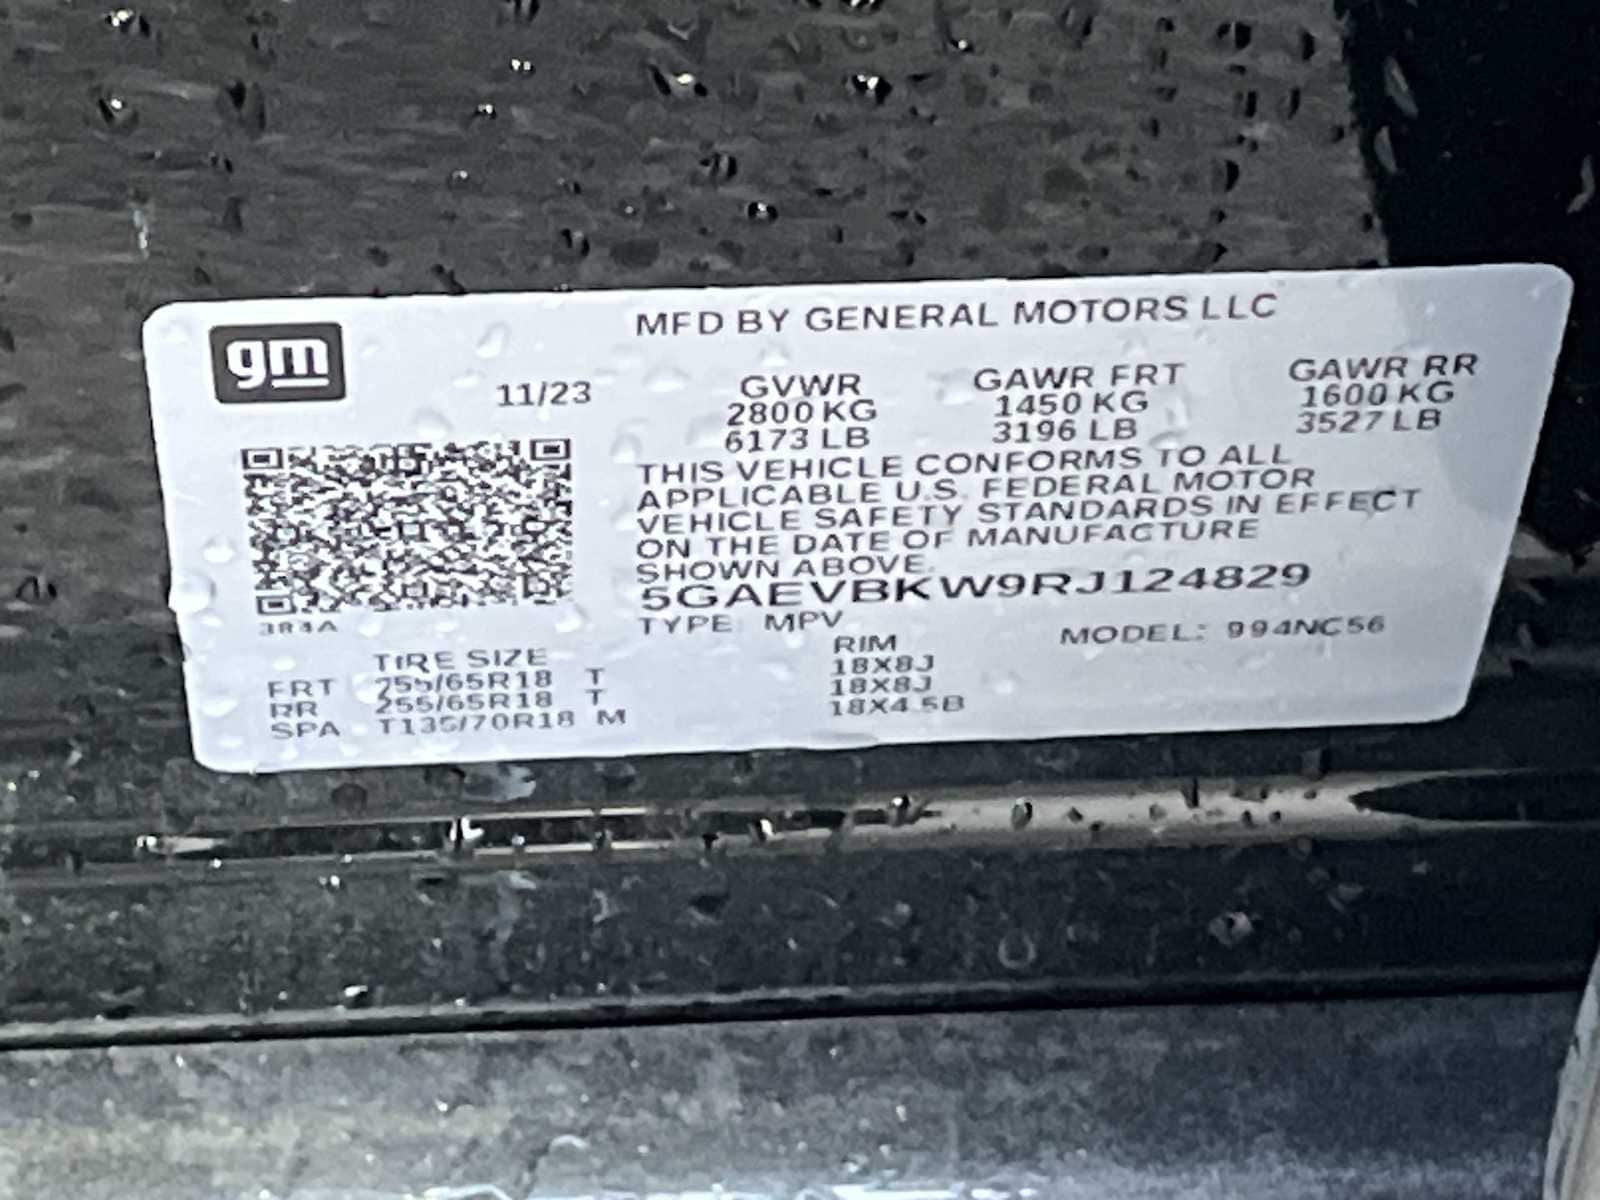 gm
MFD BY GENERAL MOTORS LLC
11/23
GVWR GAWR FRT GAWR RR
2800 KG 1450 KG 1600 KG
6173 LB 3196 LB 3527 LB
THIS VEHICLE CONFORMS TO ALL
APPLICABLE U.S. FEDERAL MOTOR
VEHICLE SAFETY STANDARDS IN EFFECT
ON THE DATE OF MANUFACTURE
SHOWN ABOVE.
5GAEVBKW9RJ124829
TYPE: MPV MODEL: 994NC56
TIRE SIZE RIM
FRT 255/65R18 T 18X8J
RR 255/65R18 T 18X8J
SPA T135/70R18 M 18X4.5B